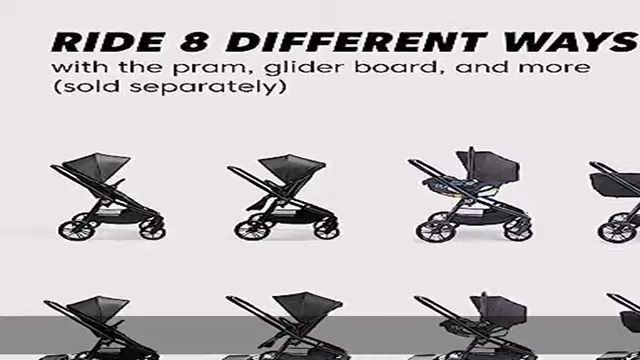 RIDE 8 DIFFERENT WAYS
with the pram, glider board, and more
(sold separately)